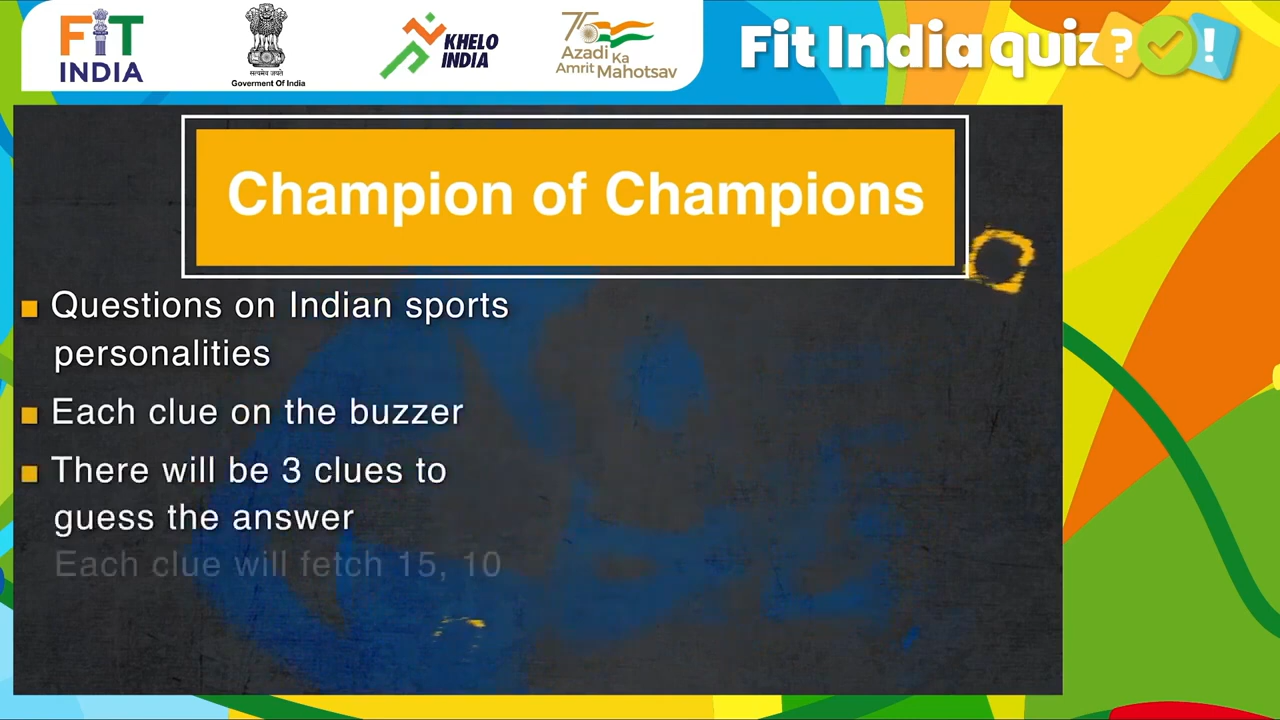 FIT
INDIA
सत्यमेव जयते
Goverment Of India
KHELO
INDIA
75
Azadi Ka
Amrit Mahotsav
Fit India quiz?!
Champion of Champions
Questions on Indian sports
personalities
Each clue on the buzzer
There will be 3 clues to
guess the answer
Each clue will fetch 15, 10